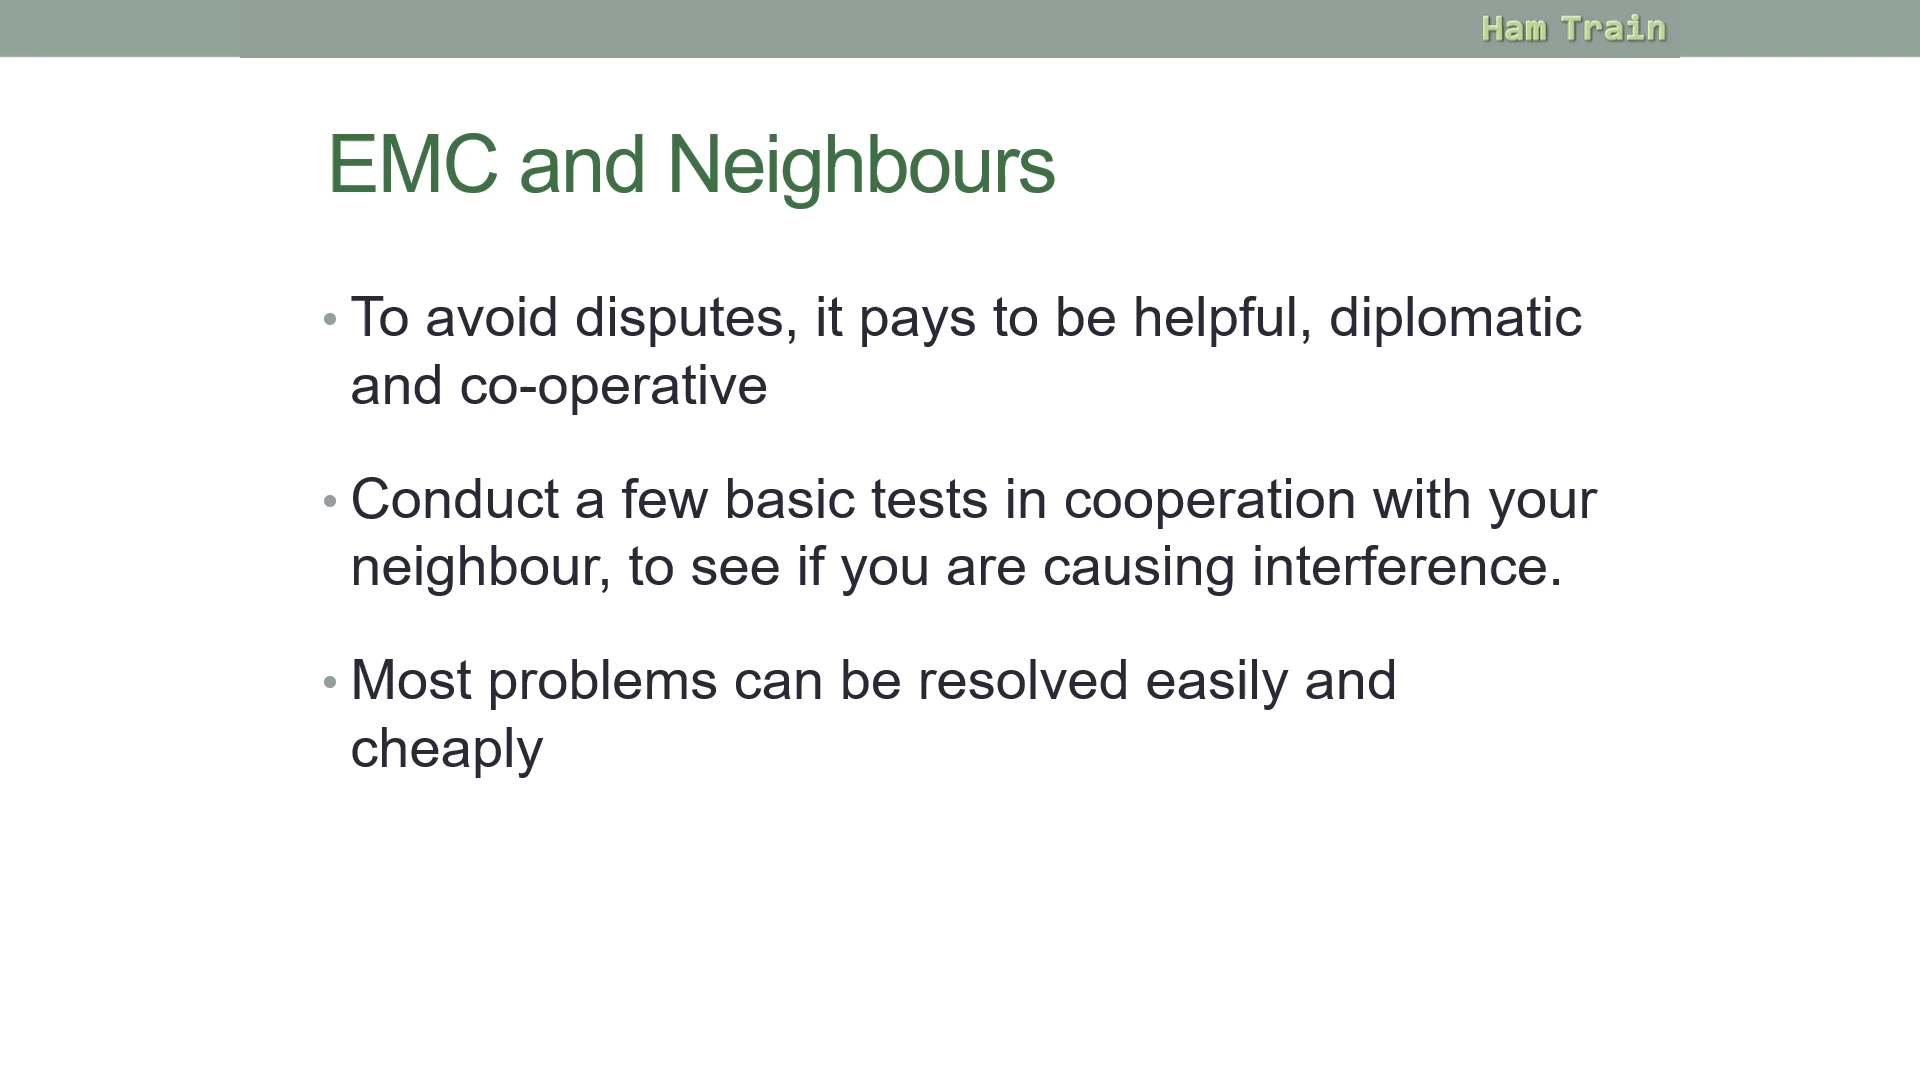 Ham Train
EMC and Neighbours
• To avoid disputes, it pays to be helpful, diplomatic
and co-operative
• Conduct a few basic tests in cooperation with your
neighbour, to see if you are causing interference.
• Most problems can be resolved easily and
cheaply